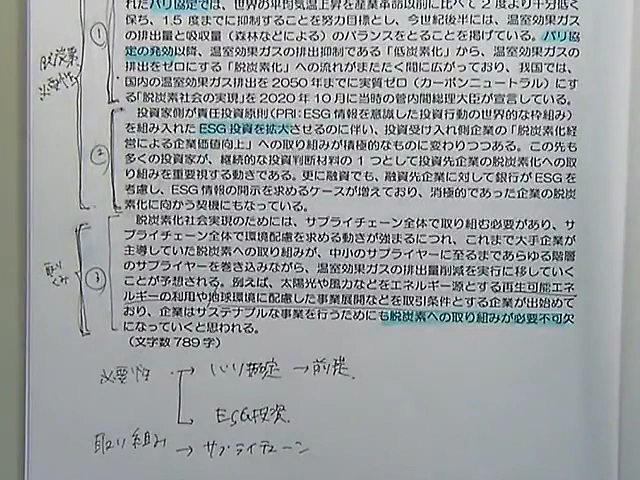 れたパリ協定では、世界の平均気温上昇を産業革命以前に比べて2度より十分低く
保ち、1.5度までに抑制することを努力目標とし、今世紀後半には、温室効果ガス
の排出量と吸収量（森林などによる）のバランスをとることを掲げている。パリ協
定の発効以降、温室効果ガスの排出抑制である「低炭素化」から、温室効果ガスの
排出をゼロにする「脱炭素化」への流れがまたたく間に広がっており、我国では、
国内の温室効果ガス排出を2050年までに実質ゼロ（カーボンニュートラル）にす
る「脱炭素社会の実現」を2020年10月に当時の菅内閣総理大臣が宣言している。
投資家側が責任投資原則（PRI：ESG情報を意識した投資行動の世界的な枠組み）
を組み入れたESG投資を拡大させるのに伴い、投資受け入れ側企業の「脱炭素化経
営による企業価値向上」への取り組みが積極的なものに変わりつつある。この先も
多くの投資家が、継続的な投資判断材料の1つとして投資先企業の脱炭素化への取
り組みを重要視する動きである。更に融資でも、融資先企業に対して銀行がESGを
考慮し、ESG情報の開示を求めるケースが増えており、消極的であった企業の脱炭
素化に向かう契機にもなっている。
脱炭素化社会実現のためには、サプライチェーン全体で取り組む必要があり、サ
プライチェーン全体で環境配慮を求める動きが強まるにつれ、これまで大手企業が
主導していた脱炭素への取り組みが、中小のサプライヤーに至るまであらゆる階層
のサプライヤーを巻き込みながら、温室効果ガスの排出量削減を実行に移していく
ことが予想される。例えば、太陽光や風力などをエネルギー源とする再生可能エネ
ルギーの利用や地球環境に配慮した事業展開などを取引条件とする企業が出始めて
おり、企業はサステナブルな事業を行うためにも脱炭素への取り組みが必要不可欠
になっていくと思われる。
（文字数789字）
脱炭素
必要性
①
②
取り
くみ
③
必要性 → パリ協定 → 前提
ESG投資
取り組み → サプライチェーン